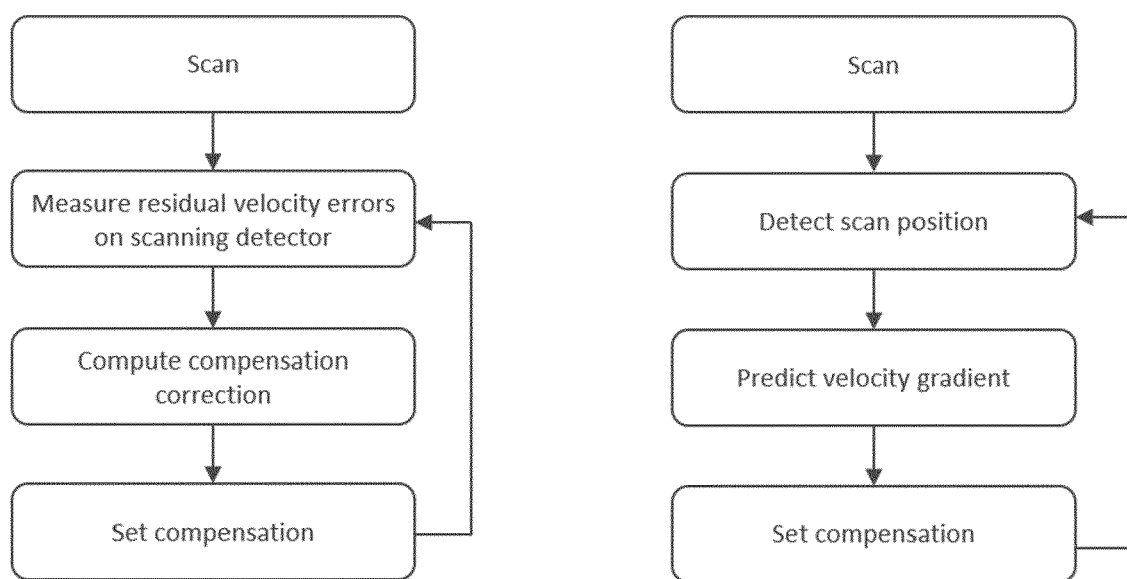 Scan
Measure residual velocity errors
on scanning detector
Compute compensation
correction
Set compensation
Scan
Detect scan position
Predict velocity gradient
Set compensation